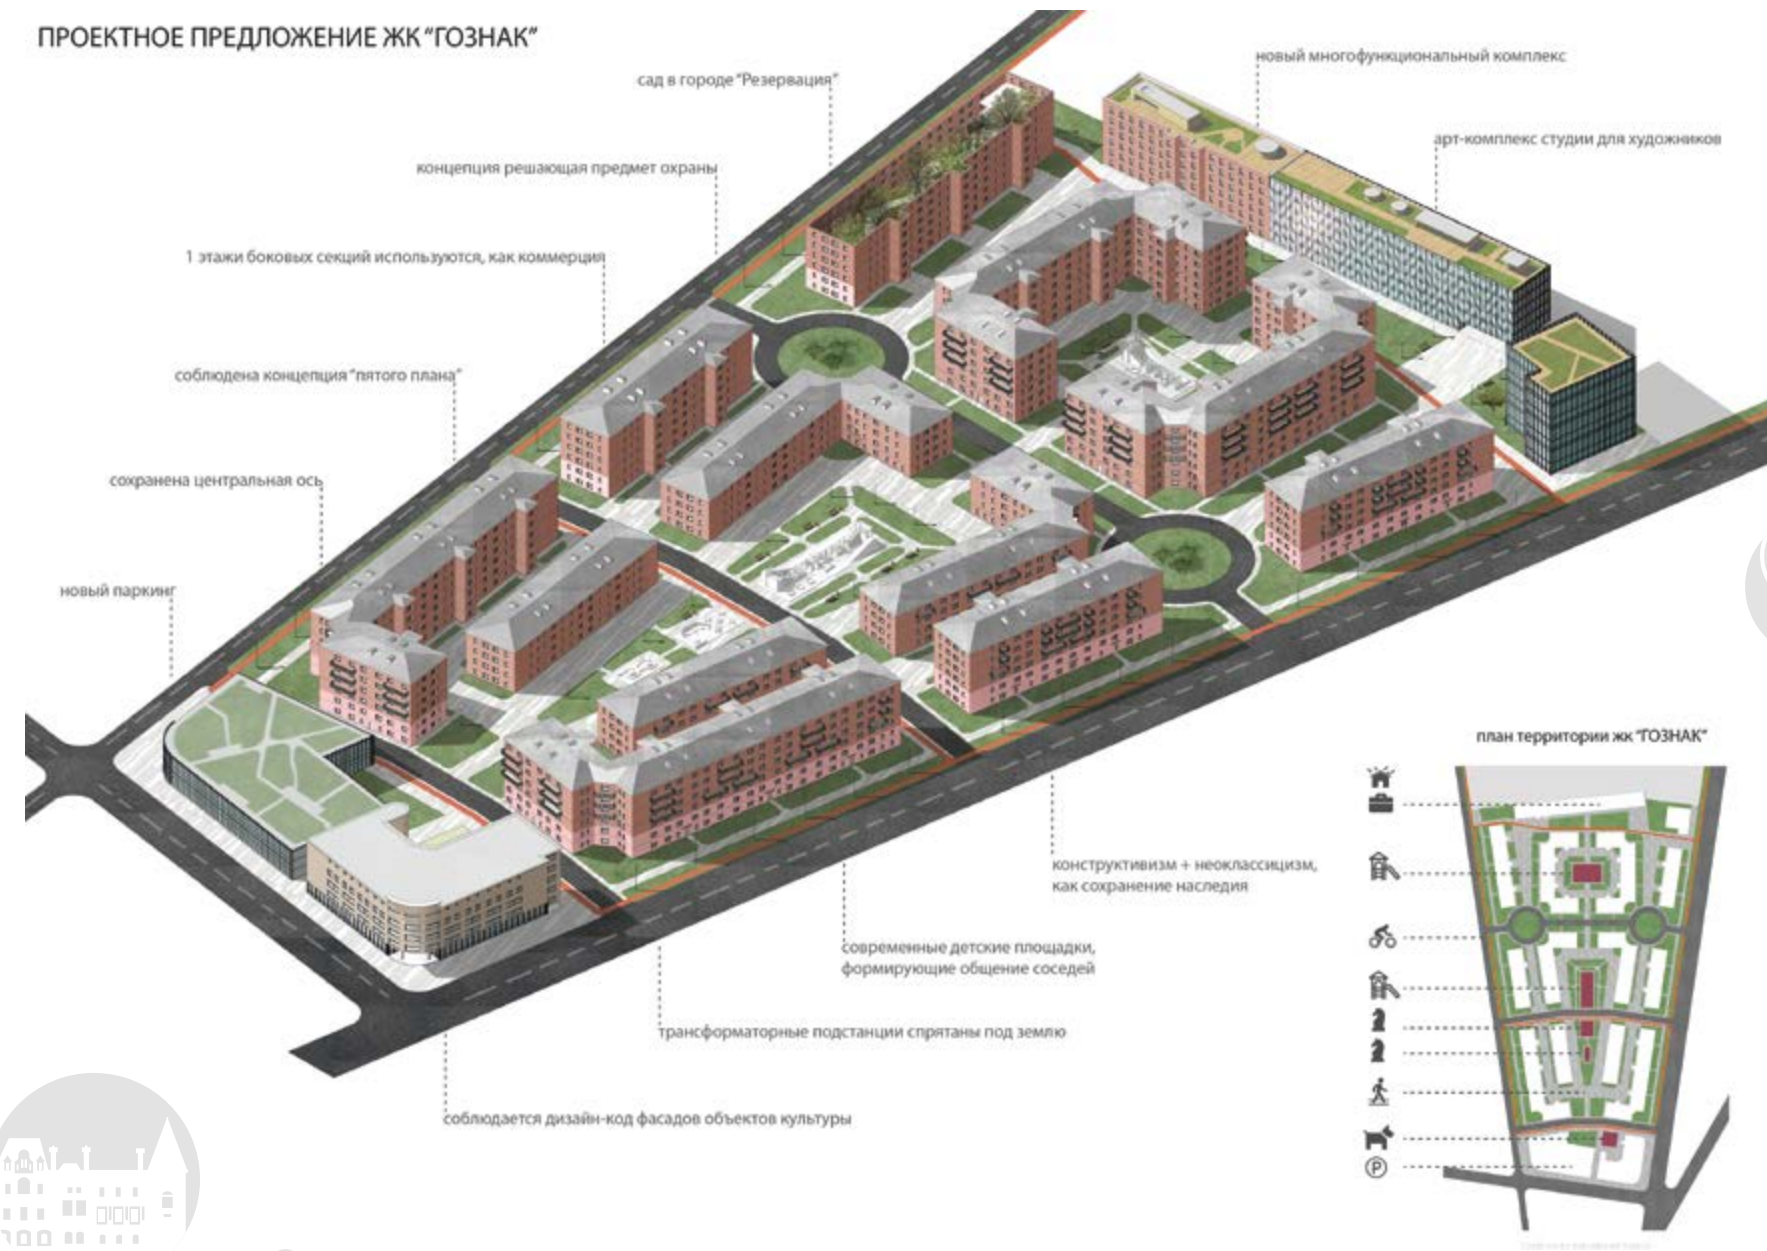 ПРОЕКТНОЕ ПРЕДЛОЖЕНИЕ ЖК "ГОЗНАК"
новый многофункциональный комплекс
сад в городе "Резервация"
арт-комплекс студии для художников
концепция решающая предмет охраны
1 этажи боковых секций используются, как коммерция
соблюдена концепция "пятого плана"
сохранена центральная ось
новый паркинг
план территории жк "ГОЗНАК"
конструктивизм + неоклассицизм,
как сохранение наследия
современные детские площадки,
формирующие общение соседей
трансформаторные подстанции спрятаны под землю
соблюдается дизайн-код фасадов объектов культуры
P